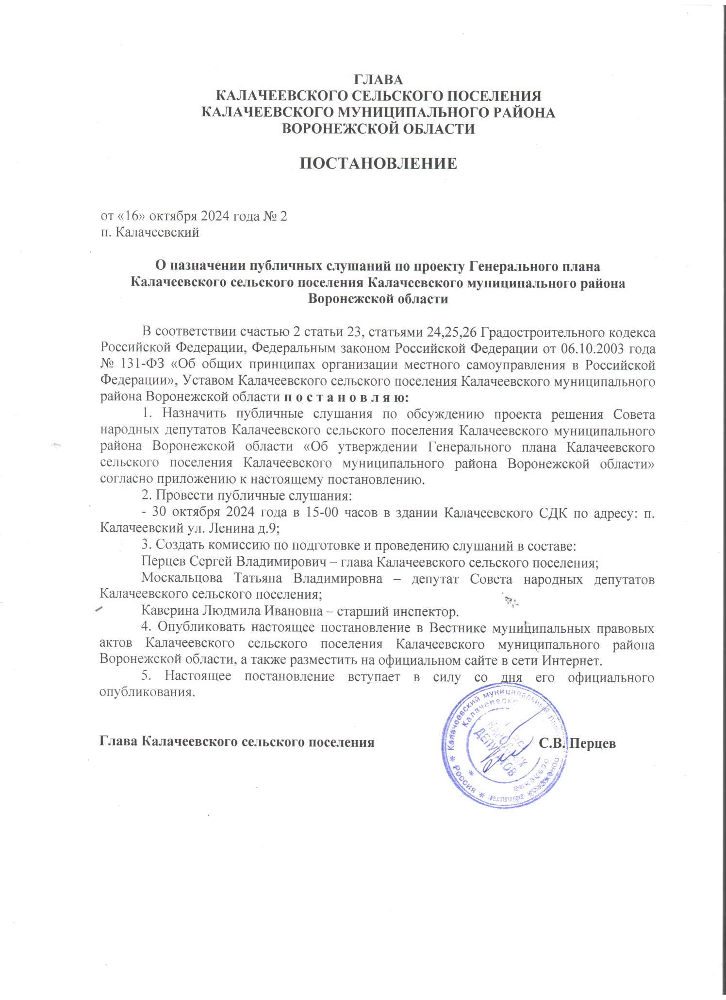 ГЛАВА
КАЛАЧЕЕВСКОГО СЕЛЬСКОГО ПОСЕЛЕНИЯ
КАЛАЧЕЕВСКОГО МУНИЦИПАЛЬНОГО РАЙОНА
ВОРОНЕЖСКОЙ ОБЛАСТИ
ПОСТАНОВЛЕНИЕ
от «16» октября 2024 года № 2
п. Калачеевский
О назначении публичных слушаний по проекту Генерального плана
Калачеевского сельского поселения Калачеевского муниципального района
Воронежской области
В соответствии счастью 2 статьи 23, статьями 24,25,26 Градостроительного кодекса
Российской Федерации, Федеральным законом Российской Федерации от 06.10.2003 года
№ 131-ФЗ «Об общих принципах организации местного самоуправления в Российской
Федерации», Уставом Калачеевского сельского поселения Калачеевского муниципального
района Воронежской области п о с т а н о в л я ю:
1. Назначить публичные слушания по обсуждению проекта решения Совета
народных депутатов Калачеевского сельского поселения Калачеевского муниципального
района Воронежской области «Об утверждении Генерального плана Калачеевского
сельского поселения Калачеевского муниципального района Воронежской области»
согласно приложению к настоящему постановлению.
2. Провести публичные слушания:
- 30 октября 2024 года в 15-00 часов в здании Калачеевского СДК по адресу: п.
Калачеевский ул. Ленина д.9;
3. Создать комиссию по подготовке и проведению слушаний в составе:
Перцев Сергей Владимирович – глава Калачеевского сельского поселения;
Москальцова Татьяна Владимировна – депутат Совета народных депутатов
Калачеевского сельского поселения;
Каверина Людмила Ивановна – старший инспектор.
4. Опубликовать настоящее постановление в Вестнике муниципальных правовых
актов Калачеевского сельского поселения Калачеевского муниципального района
Воронежской области, а также разместить на официальном сайте в сети Интернет.
5. Настоящее постановление вступает в силу со дня его официального
опубликования.
Глава Калачеевского сельского поселения С.В. Перцев
Россия * Калачеевский муниципальный
НАРОДНЫХ
ДЕПУТАТОВ